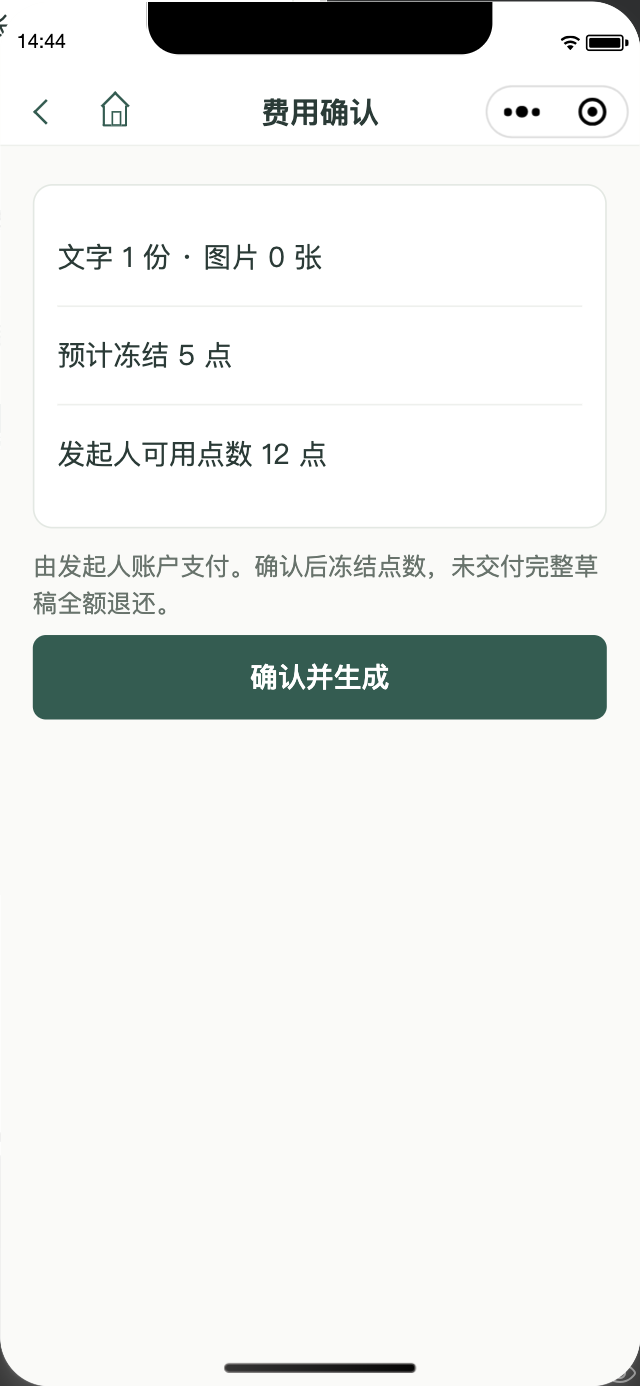 14:44
费用确认
文字 1 份 · 图片 0 张
预计冻结 5 点
发起人可用点数 12 点
由发起人账户支付。确认后冻结点数，未交付完整草
稿全额退还。
确认并生成